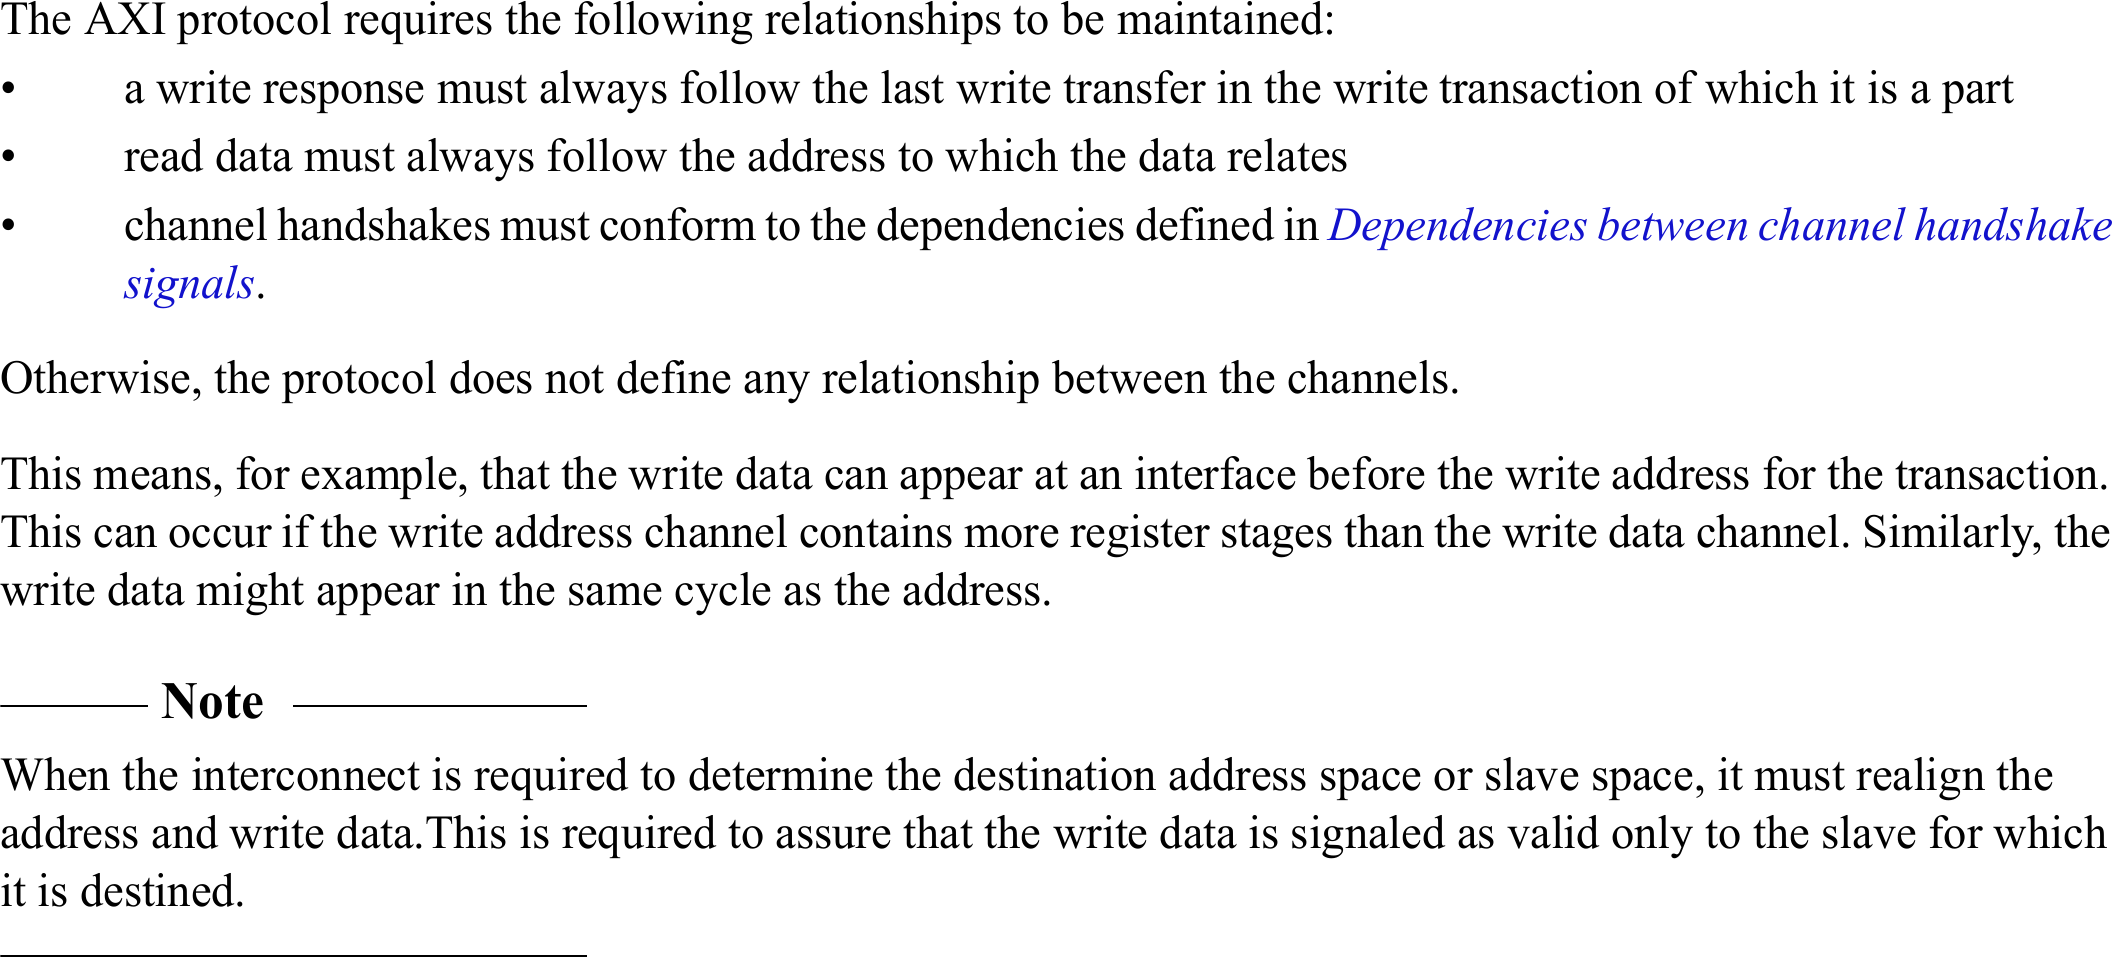 The AXI protocol requires the following relationships to be maintained:
• a write response must always follow the last write transfer in the write transaction of which it is a part
• read data must always follow the address to which the data relates
• channel handshakes must conform to the dependencies defined in Dependencies between channel handshake
signals.
Otherwise, the protocol does not define any relationship between the channels.
This means, for example, that the write data can appear at an interface before the write address for the transaction.
This can occur if the write address channel contains more register stages than the write data channel. Similarly, the
write data might appear in the same cycle as the address.
Note
When the interconnect is required to determine the destination address space or slave space, it must realign the
address and write data.This is required to assure that the write data is signaled as valid only to the slave for which
it is destined.